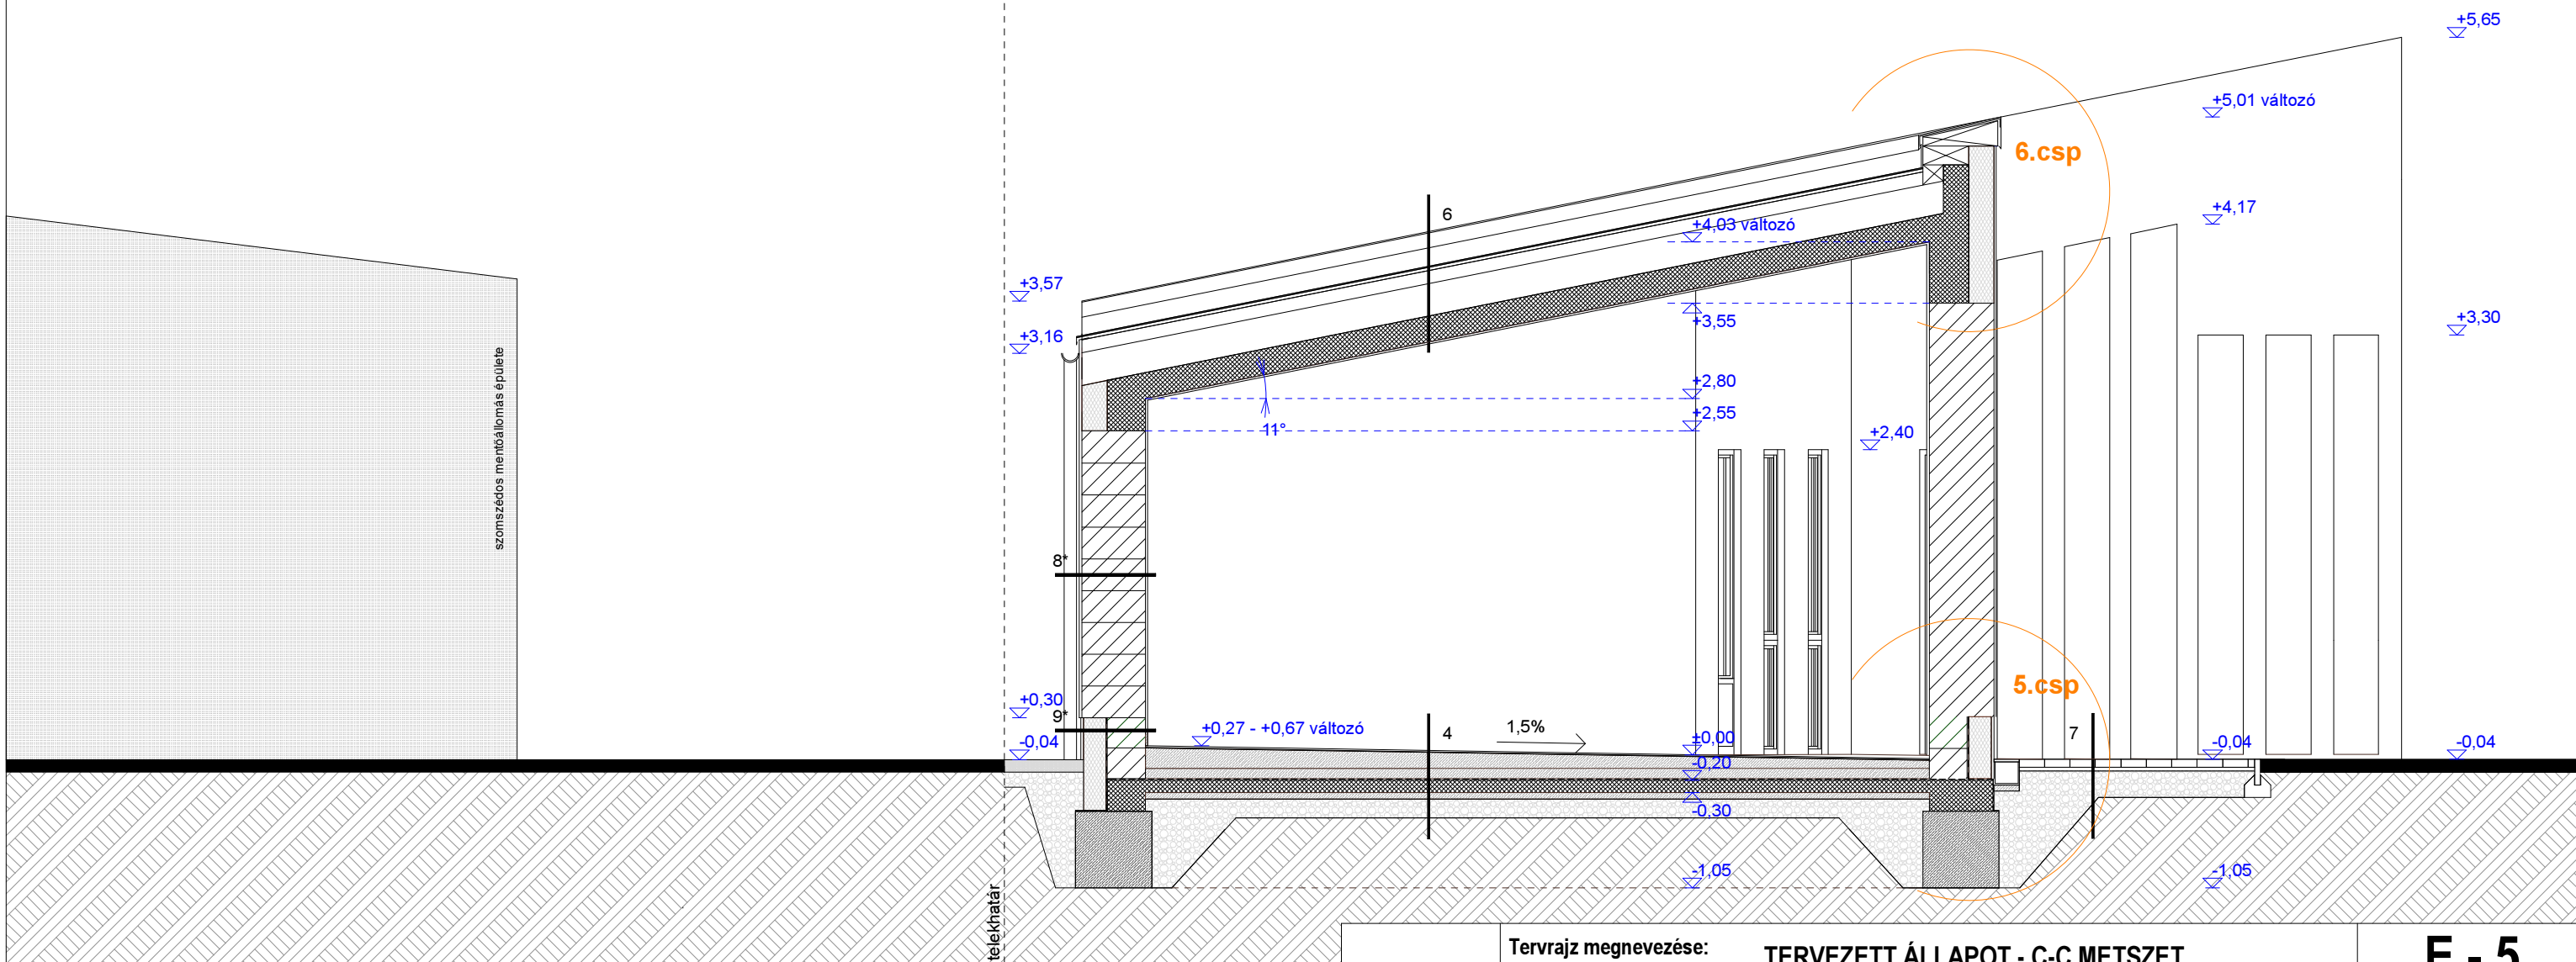 +5,65
+5,01 változó
6.csp
+4,17
6
+4,03 változó
+3,57
+3,55
+3,30
+3,16
szomszédos mentőállomás épülete
+2,80
+2,55
11°
+2,40
8*
5.csp
+0,30
9*
+0,27 - +0,67 változó
4
1,5%
7
-0,04
±0,00
-0,04
-0,04
-0,20
-0,30
-1,05
-1,05
telekhatár
Tervrajz megnevezése:
TERVEZETT ÁLLAPOT - C-C METSZET
E - 5